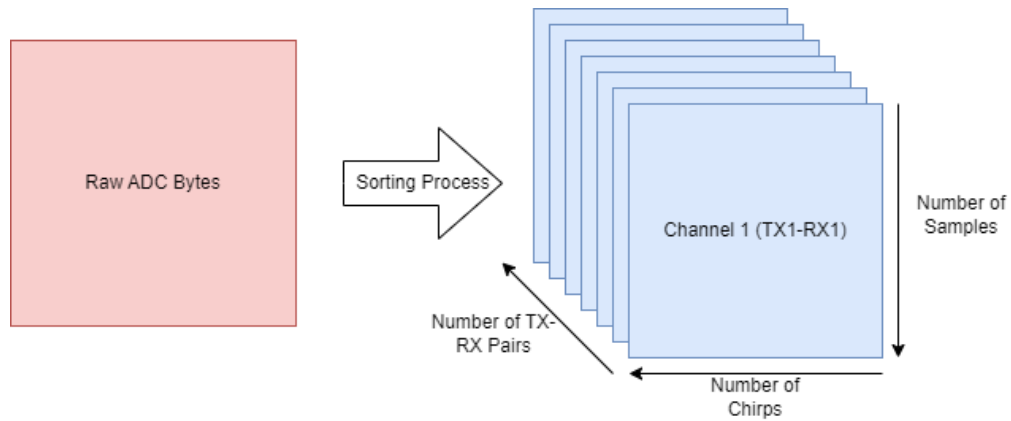 Raw ADC Bytes
Sorting Process
Channel 1 (TX1-RX1)
Number of
Samples
Number of TX-
RX Pairs
Number of
Chirps